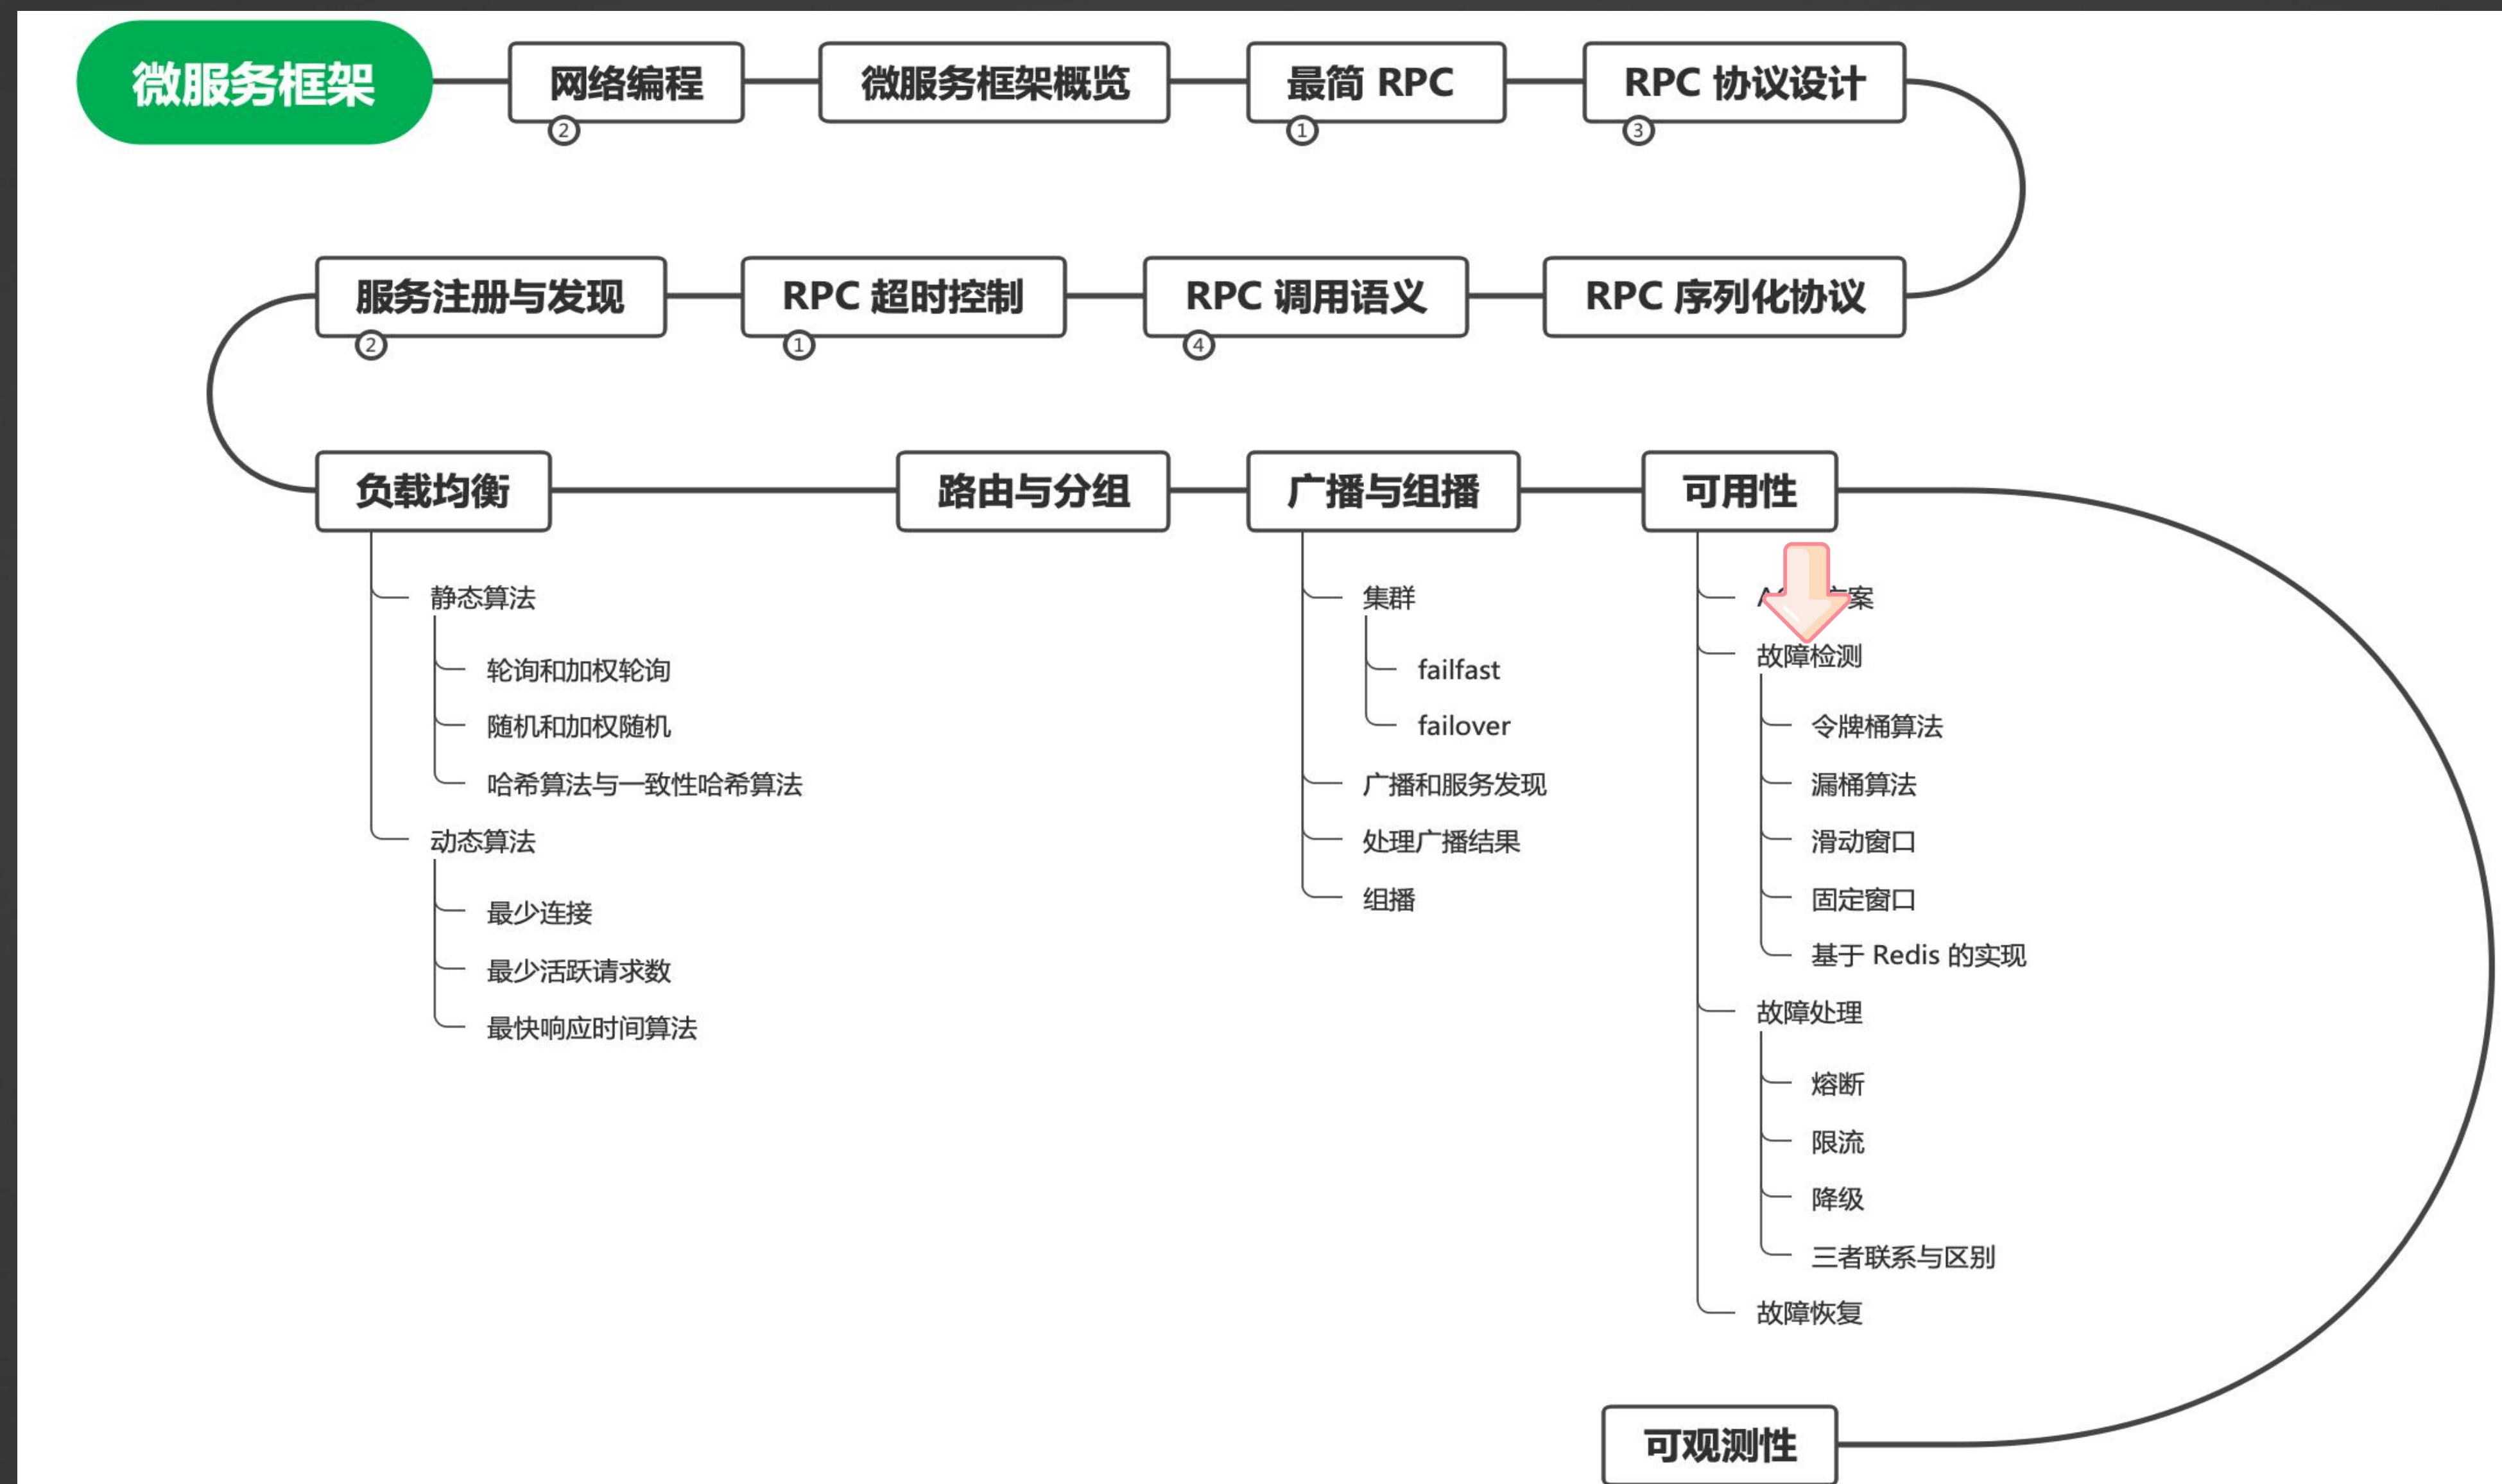 微服务框架
网络编程
2
微服务框架概览
最简 RPC
1
RPC 协议设计
3
服务注册与发现
2
RPC 超时控制
1
RPC 调用语义
4
RPC 序列化协议
负载均衡
静态算法
轮询和加权轮询
随机和加权随机
哈希算法与一致性哈希算法
动态算法
最少连接
最少活跃请求数
最快响应时间算法
路由与分组
广播与组播
集群
failfast
failover
广播和服务发现
处理广播结果
组播
可用性
案
故障检测
令牌桶算法
漏桶算法
滑动窗口
固定窗口
基于 Redis 的实现
故障处理
熔断
限流
降级
三者联系与区别
故障恢复
可观测性